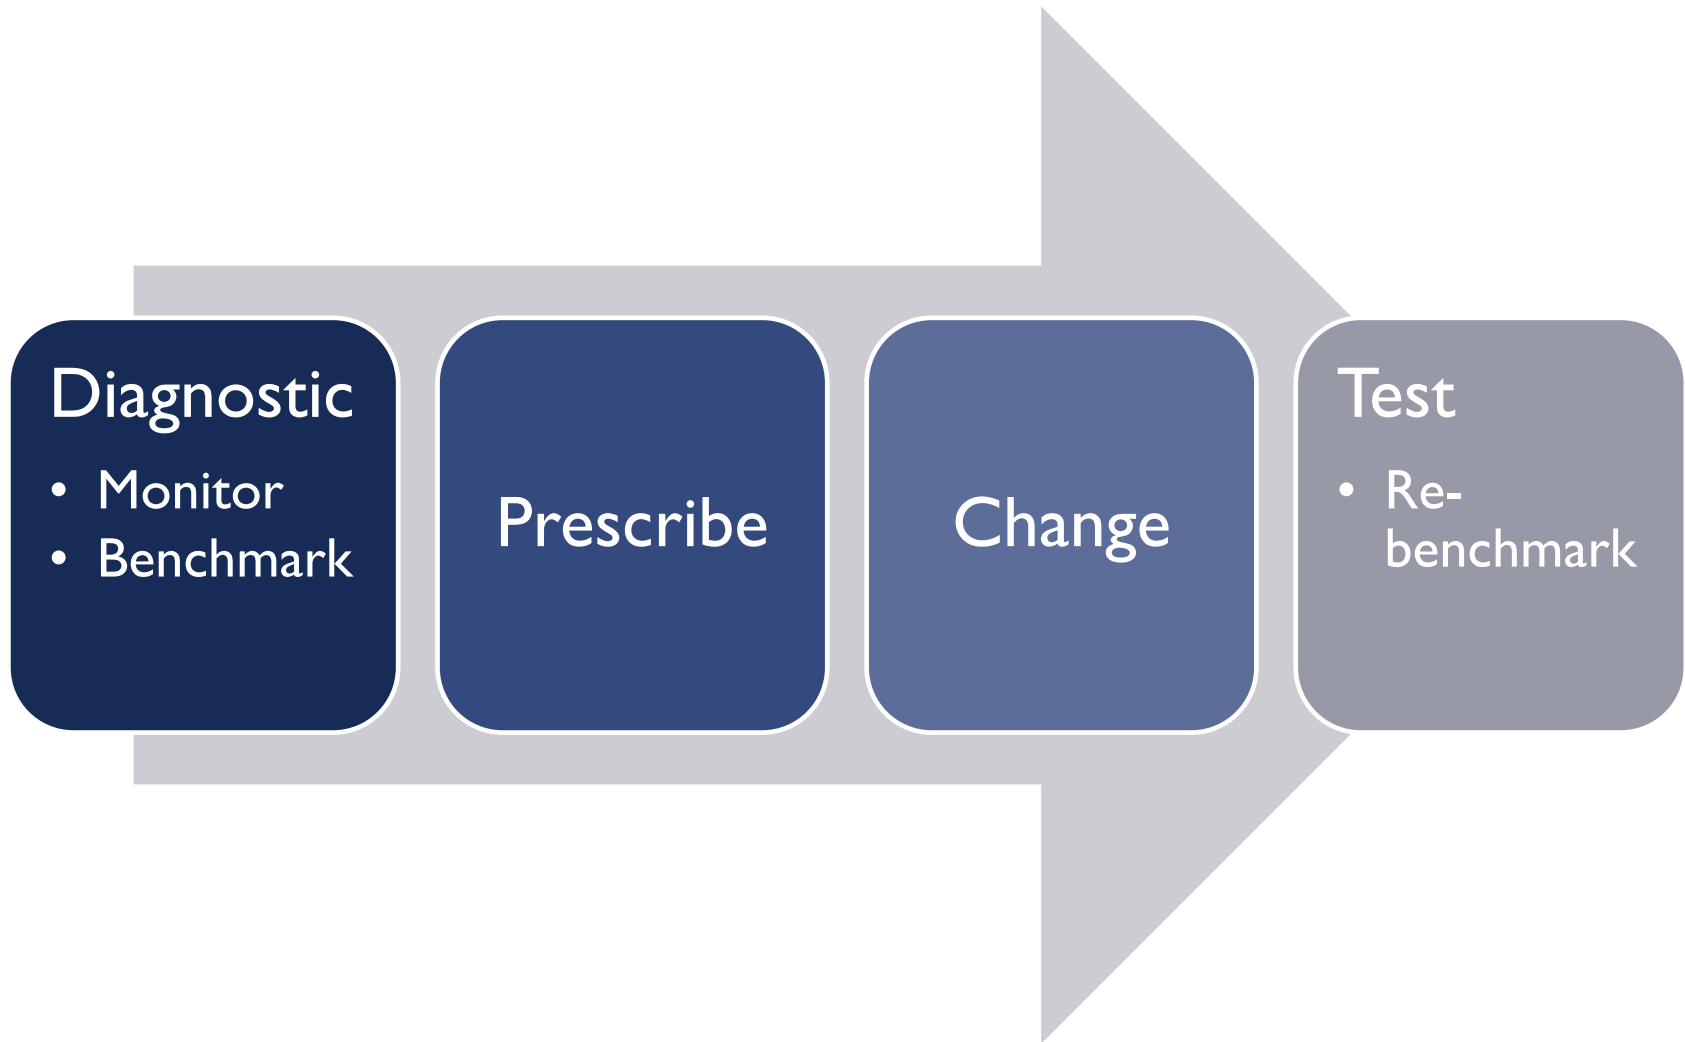 Diagnostic
• Monitor
• Benchmark
Prescribe
Change
Test
• Re-
benchmark